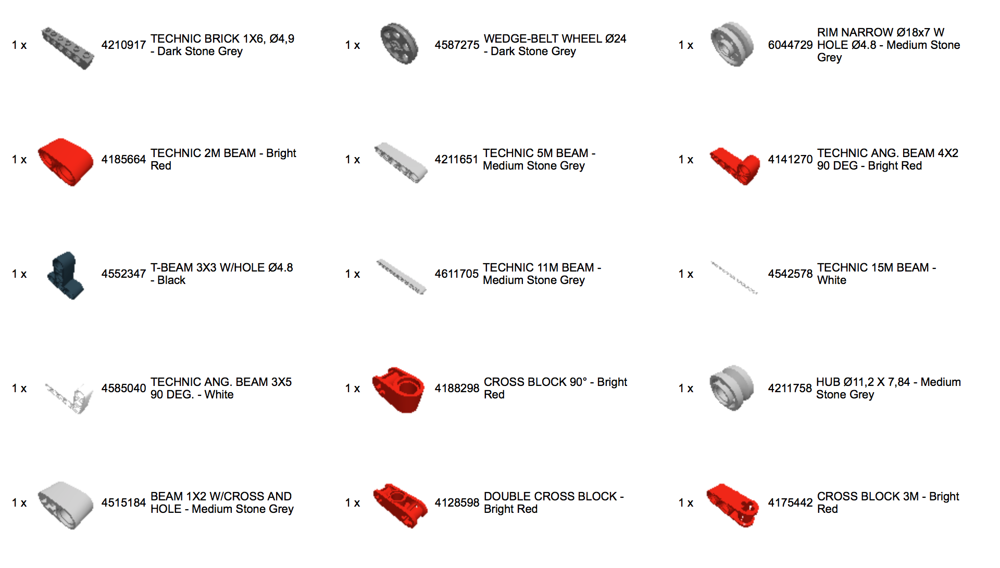 1 x
4210917
TECHNIC BRICK 1X6, Ø4,9
- Dark Stone Grey
1 x
4587275
WEDGE-BELT WHEEL Ø24
- Dark Stone Grey
1 x
6044729
RIM NARROW Ø18x7 W
HOLE Ø4.8 - Medium Stone
Grey
1 x
4185664
TECHNIC 2M BEAM - Bright
Red
1 x
4211651
TECHNIC 5M BEAM -
Medium Stone Grey
1 x
4141270
TECHNIC ANG. BEAM 4X2
90 DEG - Bright Red
1 x
4552347
T-BEAM 3X3 W/HOLE Ø4.8
- Black
1 x
4611705
TECHNIC 11M BEAM -
Medium Stone Grey
1 x
4542578
TECHNIC 15M BEAM -
White
1 x
4585040
TECHNIC ANG. BEAM 3X5
90 DEG. - White
1 x
4188298
CROSS BLOCK 90° - Bright
Red
1 x
4211758
HUB Ø11,2 X 7,84 - Medium
Stone Grey
1 x
4515184
BEAM 1X2 W/CROSS AND
HOLE - Medium Stone Grey
1 x
4128598
DOUBLE CROSS BLOCK -
Bright Red
1 x
4175442
CROSS BLOCK 3M - Bright
Red